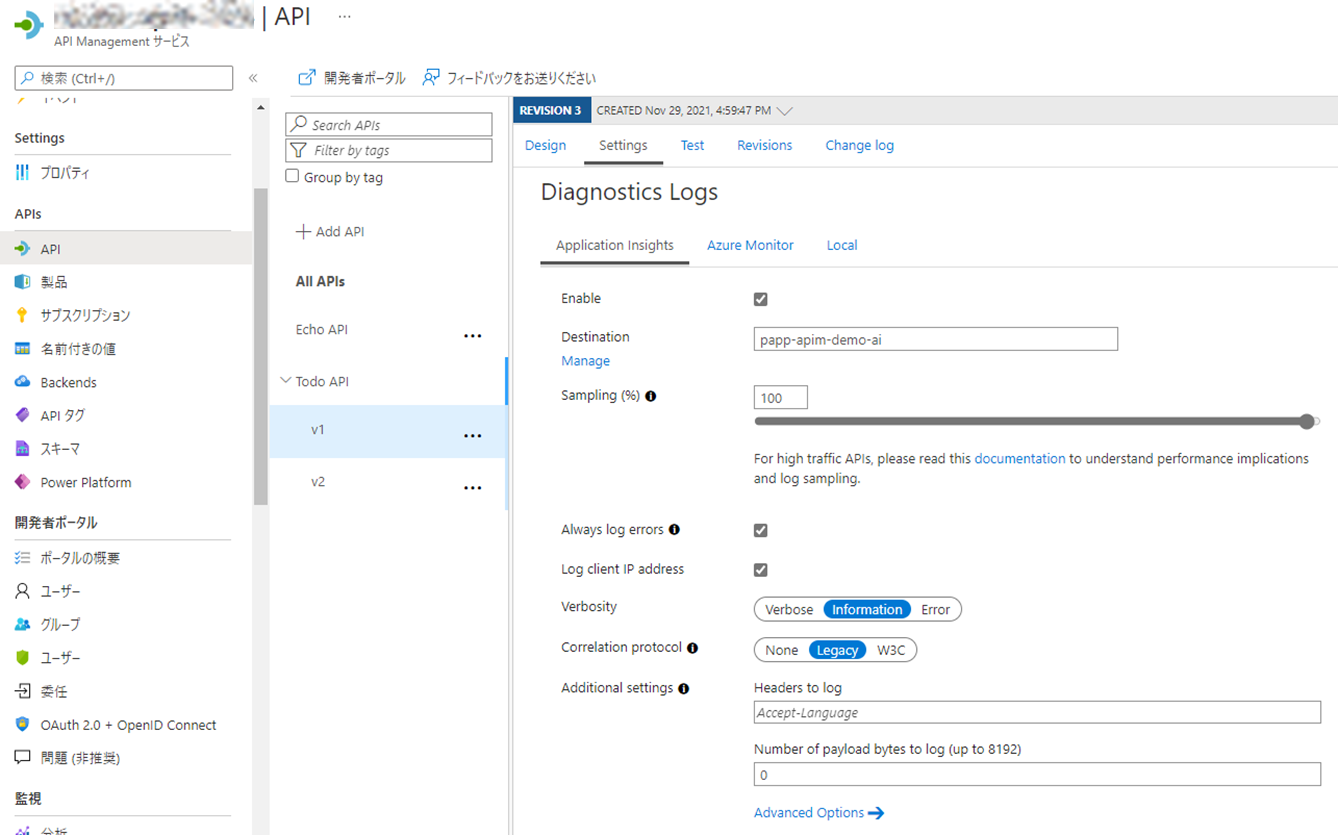 | API ...
API Management サービス
検索 (Ctrl+/)
«
開発者ポータル
フィードバックをお送りください
イベント
Settings
プロパティ
APIs
API
製品
サブスクリプション
名前付きの値
Backends
API タグ
スキーマ
Power Platform
開発者ポータル
ポータルの概要
ユーザー
グループ
ユーザー
委任
OAuth 2.0 + OpenID Connect
問題 (非推奨)
監視
分析
Search APIs
Filter by tags
Group by tag
+ Add API
All APIs
Echo API ...
Todo API
v1 ...
v2 ...
REVISION 3 CREATED Nov 29, 2021, 4:59:47 PM
Design Settings Test Revisions Change log
Diagnostics Logs
Application Insights Azure Monitor Local
Enable
Destination papp-apim-demo-ai
Manage
Sampling (%) 100
For high traffic APIs, please read this documentation to understand performance implications
and log sampling.
Always log errors
Log client IP address
Verbosity Verbose Information Error
Correlation protocol None Legacy W3C
Additional settings Headers to log
Accept-Language
Number of payload bytes to log (up to 8192)
0
Advanced Options